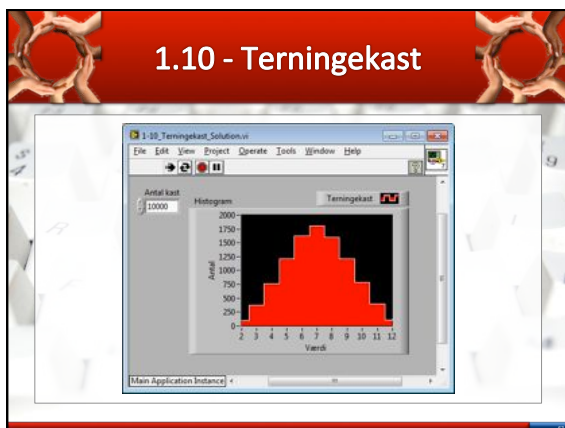 1.10 - Terningekast
1-10_Terningekast_Solution.vi
File Edit View Project Operate Tools Window Help
Antal kast
10000
Histogram
Terningekast
2000
1750
1500
1250
1000
750
500
250
0
Antal
2 3 4 5 6 7 8 9 10 11 12
Værdi
Main Application Instance